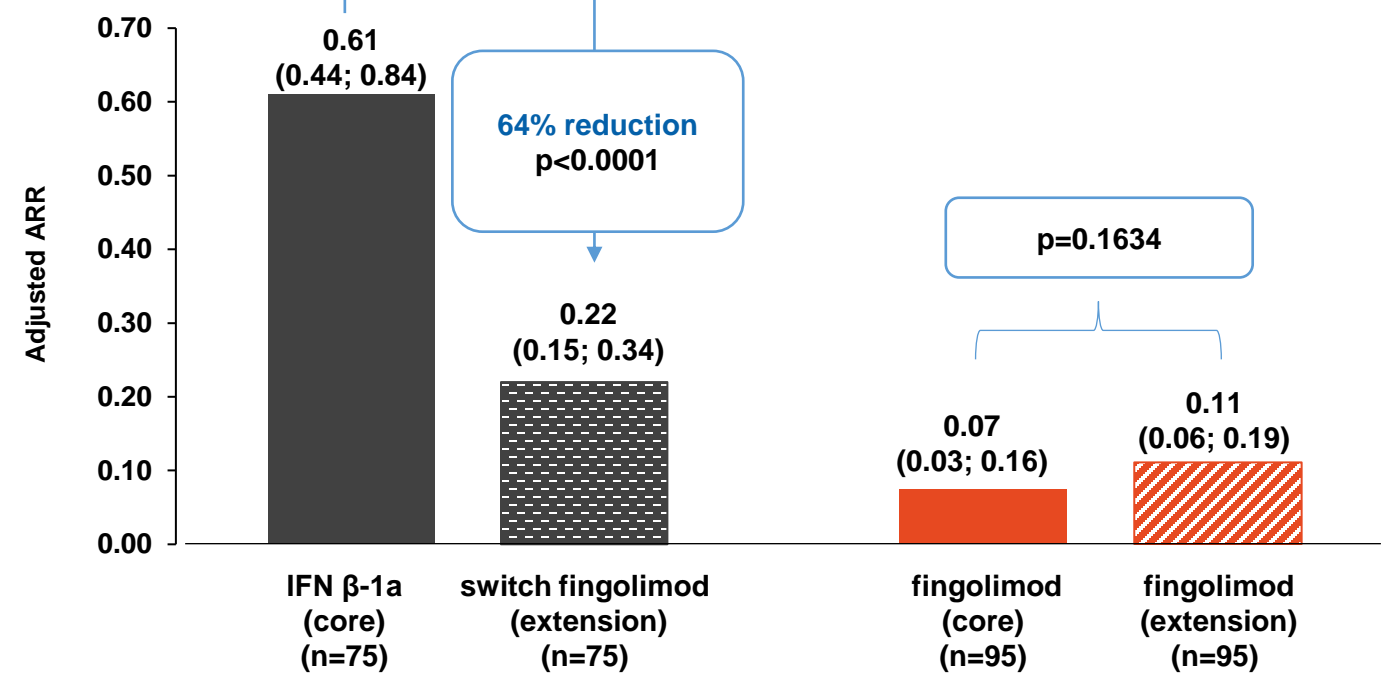 Adjusted ARR
0.70
0.60
0.50
0.40
0.30
0.20
0.10
0.00
0.61
(0.44; 0.84)
64% reduction
p<0.0001
0.22
(0.15; 0.34)
p=0.1634
0.07
(0.03; 0.16)
0.11
(0.06; 0.19)
IFN β-1a
(core)
(n=75)
switch fingolimod
(extension)
(n=75)
fingolimod
(core)
(n=95)
fingolimod
(extension)
(n=95)